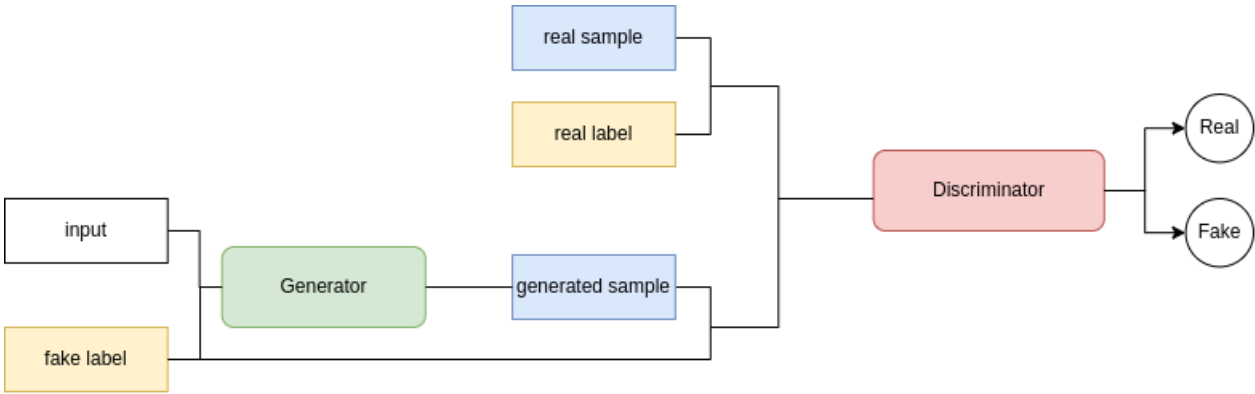 real sample
real label
input
fake label
Generator
generated sample
Discriminator
Real
Fake